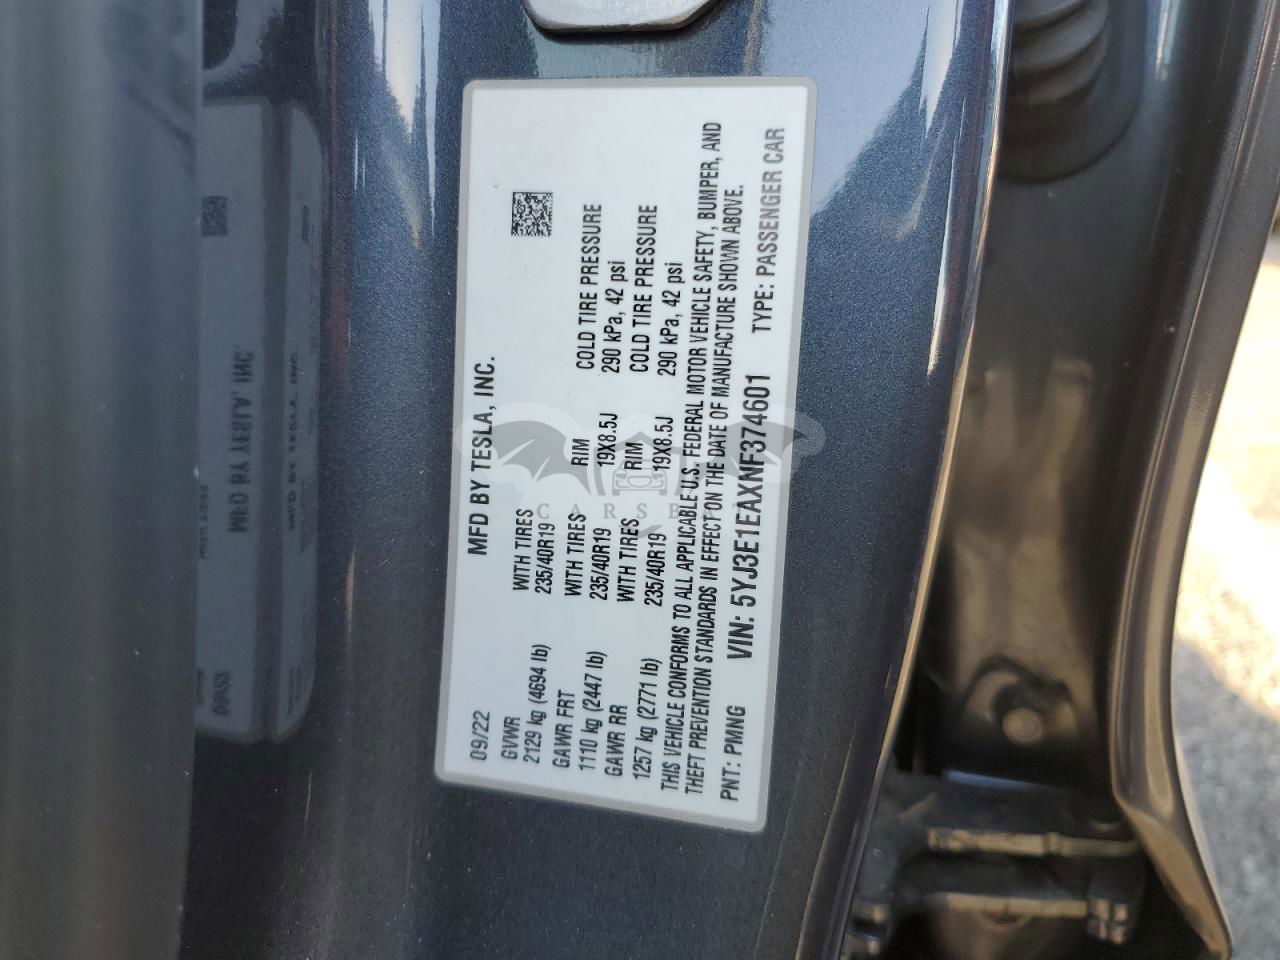 MFD BY TESLA, INC.
09/22
GVWR WITH TIRES
2129 kg (4694 lb) 235/40R19
GAWR FRT WITH TIRES RIM COLD TIRE PRESSURE
1110 kg (2447 lb) 235/40R19 19X8.5J 290 kPa, 42 psi
GAWR RR WITH TIRES RIM COLD TIRE PRESSURE
1257 kg (2771 lb) 235/40R19 19X8.5J 290 kPa, 42 psi
THIS VEHICLE CONFORMS TO ALL APPLICABLE U.S. FEDERAL MOTOR VEHICLE SAFETY, BUMPER, AND
THEFT PREVENTION STANDARDS IN EFFECT ON THE DATE OF MANUFACTURE SHOWN ABOVE.
PNT: PMNG VIN: 5YJ3E1EAXNF374601 TYPE: PASSENGER CAR
MFD BY TESLA, INC.